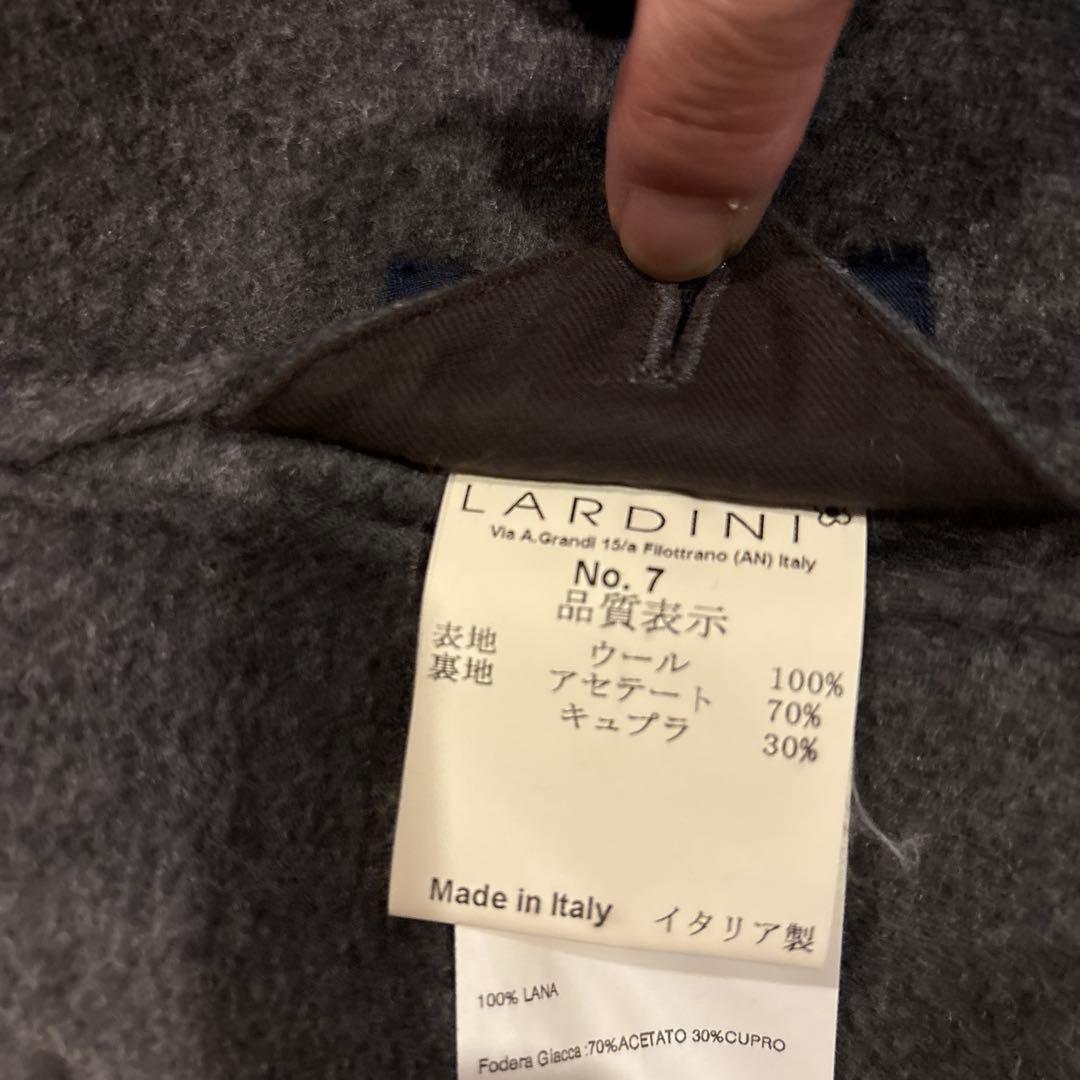 LARDINI
Via A.Grandi 15/a Filottrano (AN) Italy
No. 7
品質表示
表地 ウール 100%
裏地 アセテート 70%
キュプラ 30%
Made in Italy イタリア製
100% LANA
Fodera Giacca :70%ACETATO 30%CUPRO